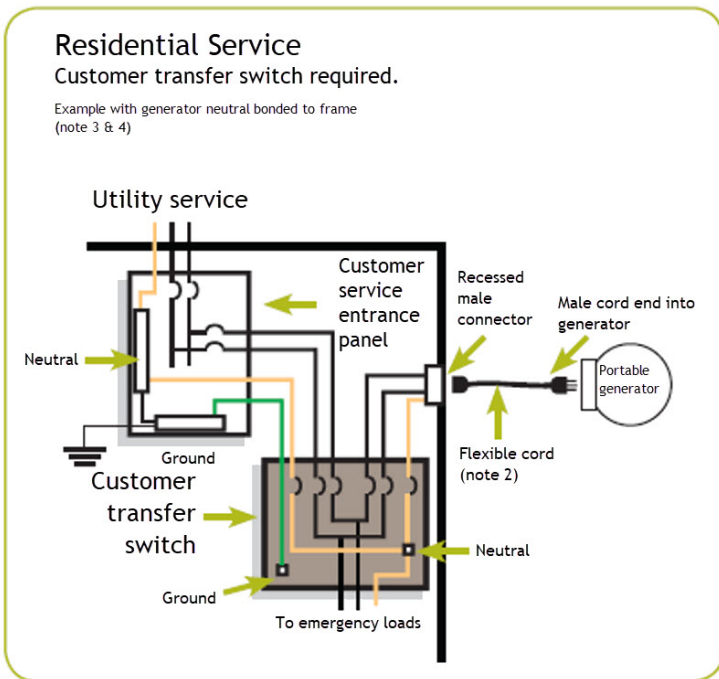 Residential Service
Customer transfer switch required.
Example with generator neutral bonded to frame
(note 3 & 4)
Utility service
Customer
service
entrance
panel
Recessed
male
connector
Male cord end into
generator
Neutral
Portable
generator
Ground
Flexible cord
(note 2)
Customer
transfer
switch
Neutral
Ground
To emergency loads